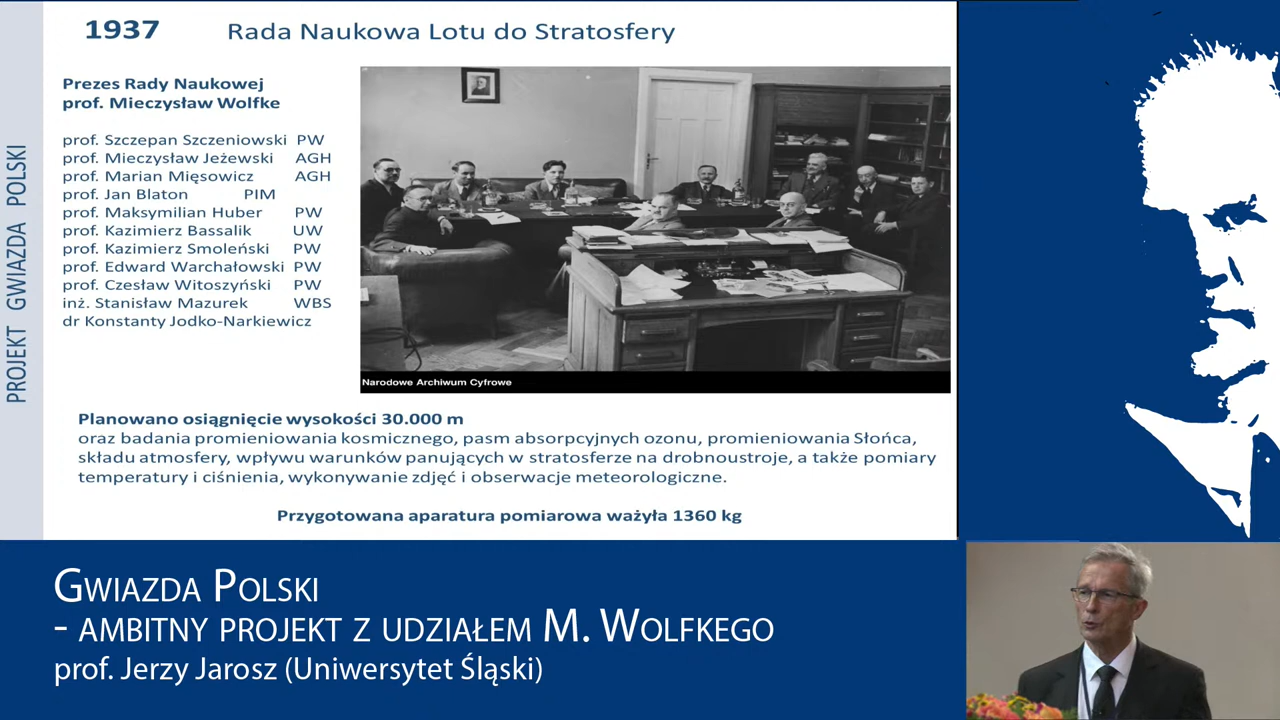 1937 Rada Naukowa Lotu do Stratosfery
PROJEKT GWIAZDA POLSKI
Prezes Rady Naukowej
prof. Mieczysław Wolfke
prof. Szczepan Szczeniowski PW
prof. Mieczysław Jeżewski AGH
prof. Marian Mięsowicz AGH
prof. Jan Blaton PIM
prof. Maksymilian Huber PW
prof. Kazimierz Bassalik UW
prof. Kazimierz Smoleński PW
prof. Edward Warchałowski PW
prof. Czesław Witoszyński PW
inż. Stanisław Mazurek WBS
dr Konstanty Jodko-Narkiewicz
Narodowe Archiwum Cyfrowe
Planowano osiągnięcie wysokości 30.000 m
oraz badania promieniowania kosmicznego, pasm absorpcyjnych ozonu, promieniowania Słońca,
składu atmosfery, wpływu warunków panujących w stratosferze na drobnoustroje, a także pomiary
temperatury i ciśnienia, wykonywanie zdjęć i obserwacje meteorologiczne.
Przygotowana aparatura pomiarowa ważyła 1360 kg
Gwiazda Polski
- ambitny projekt z udziałem M. Wolfkego
prof. Jerzy Jarosz (Uniwersytet Śląski)